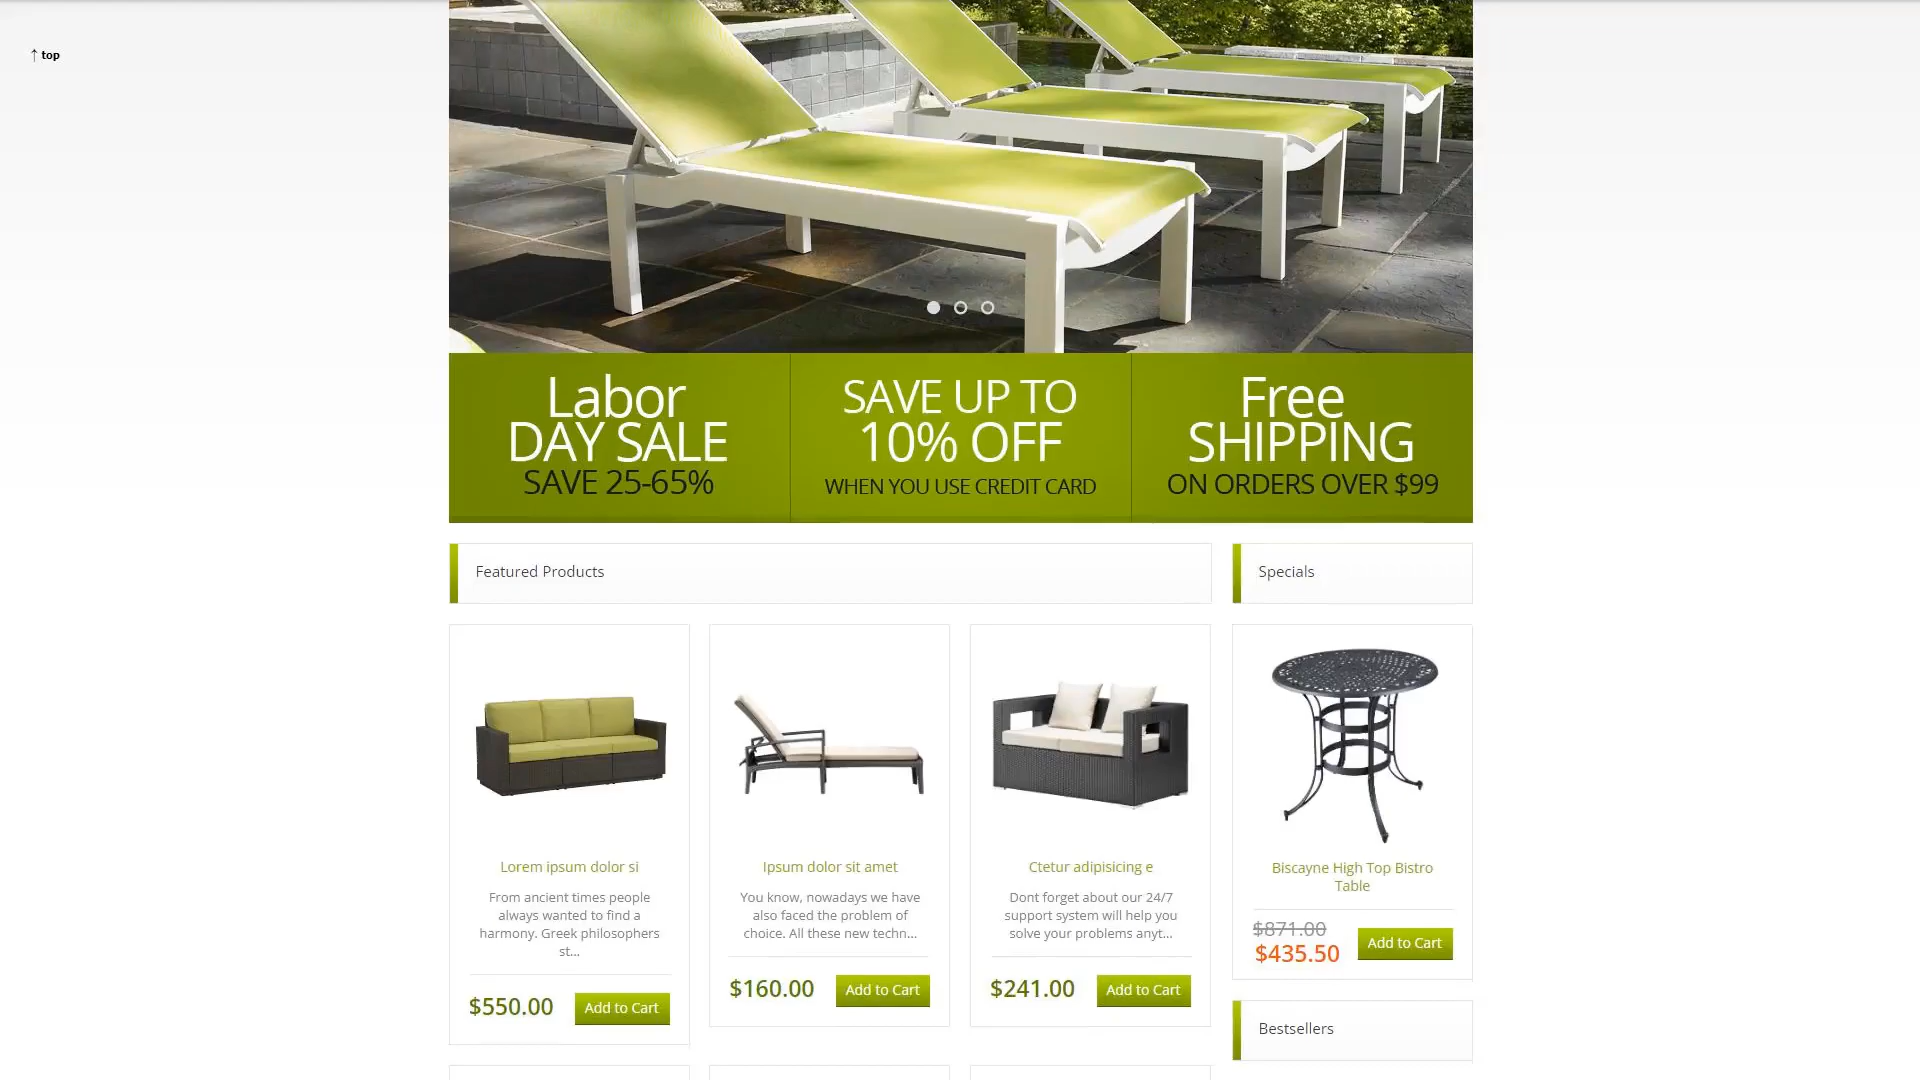 ↑ top
Labor
DAY SALE
SAVE 25-65%
SAVE UP TO
10% OFF
WHEN YOU USE CREDIT CARD
Free
SHIPPING
ON ORDERS OVER $99
Featured Products
Specials
Lorem ipsum dolor si
From ancient times people
always wanted to find a
harmony. Greek philosophers
st...
$550.00
Add to Cart
Ipsum dolor sit amet
You know, nowadays we have
also faced the problem of
choice. All these new techn...
$160.00
Add to Cart
Ctetur adipisicing e
Dont forget about our 24/7
support system will help you
solve your problems anyt...
$241.00
Add to Cart
Biscayne High Top Bistro
Table
$871.00
$435.50
Add to Cart
Bestsellers